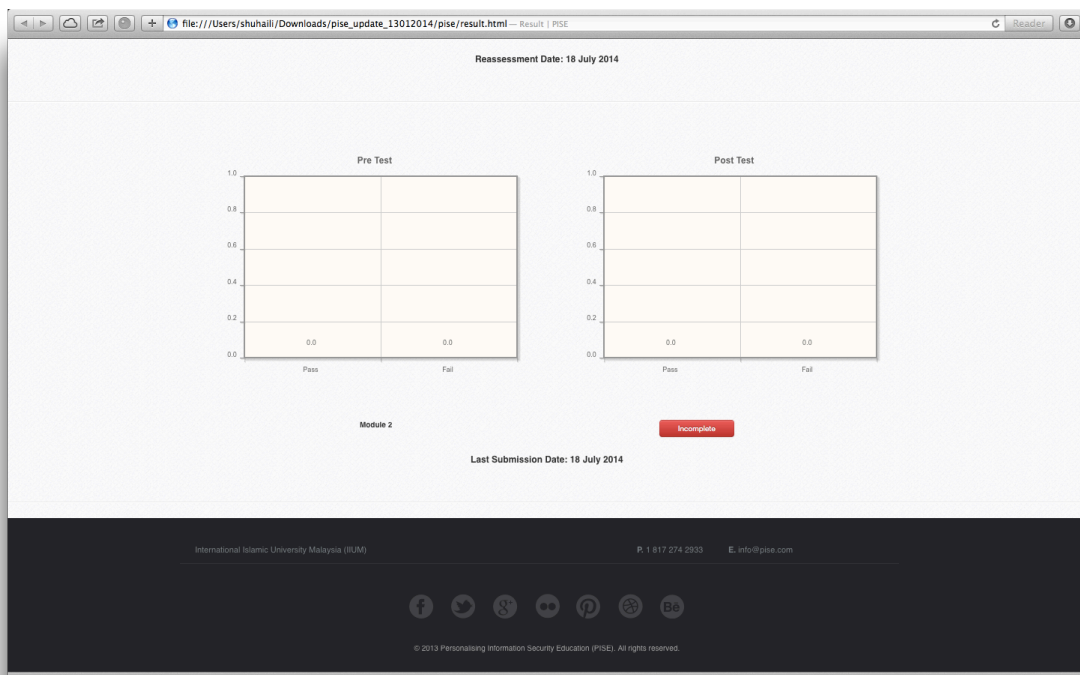 file:///Users/shuhaili/Downloads/pise_update_13012014/pise/result.html — Result | PISE
Reader
Reassessment Date: 18 July 2014
Pre Test
1.0
0.8
0.6
0.4
0.2
0.0
0.0 0.0
Pass Fail
Post Test
1.0
0.8
0.6
0.4
0.2
0.0
0.0 0.0
Pass Fail
Module 2
Incomplete
Last Submission Date: 18 July 2014
International Islamic University Malaysia (IIUM)
P. 1 817 274 2933 E. info@pise.com
Bē
© 2013 Personalising Information Security Education (PISE). All rights reserved.